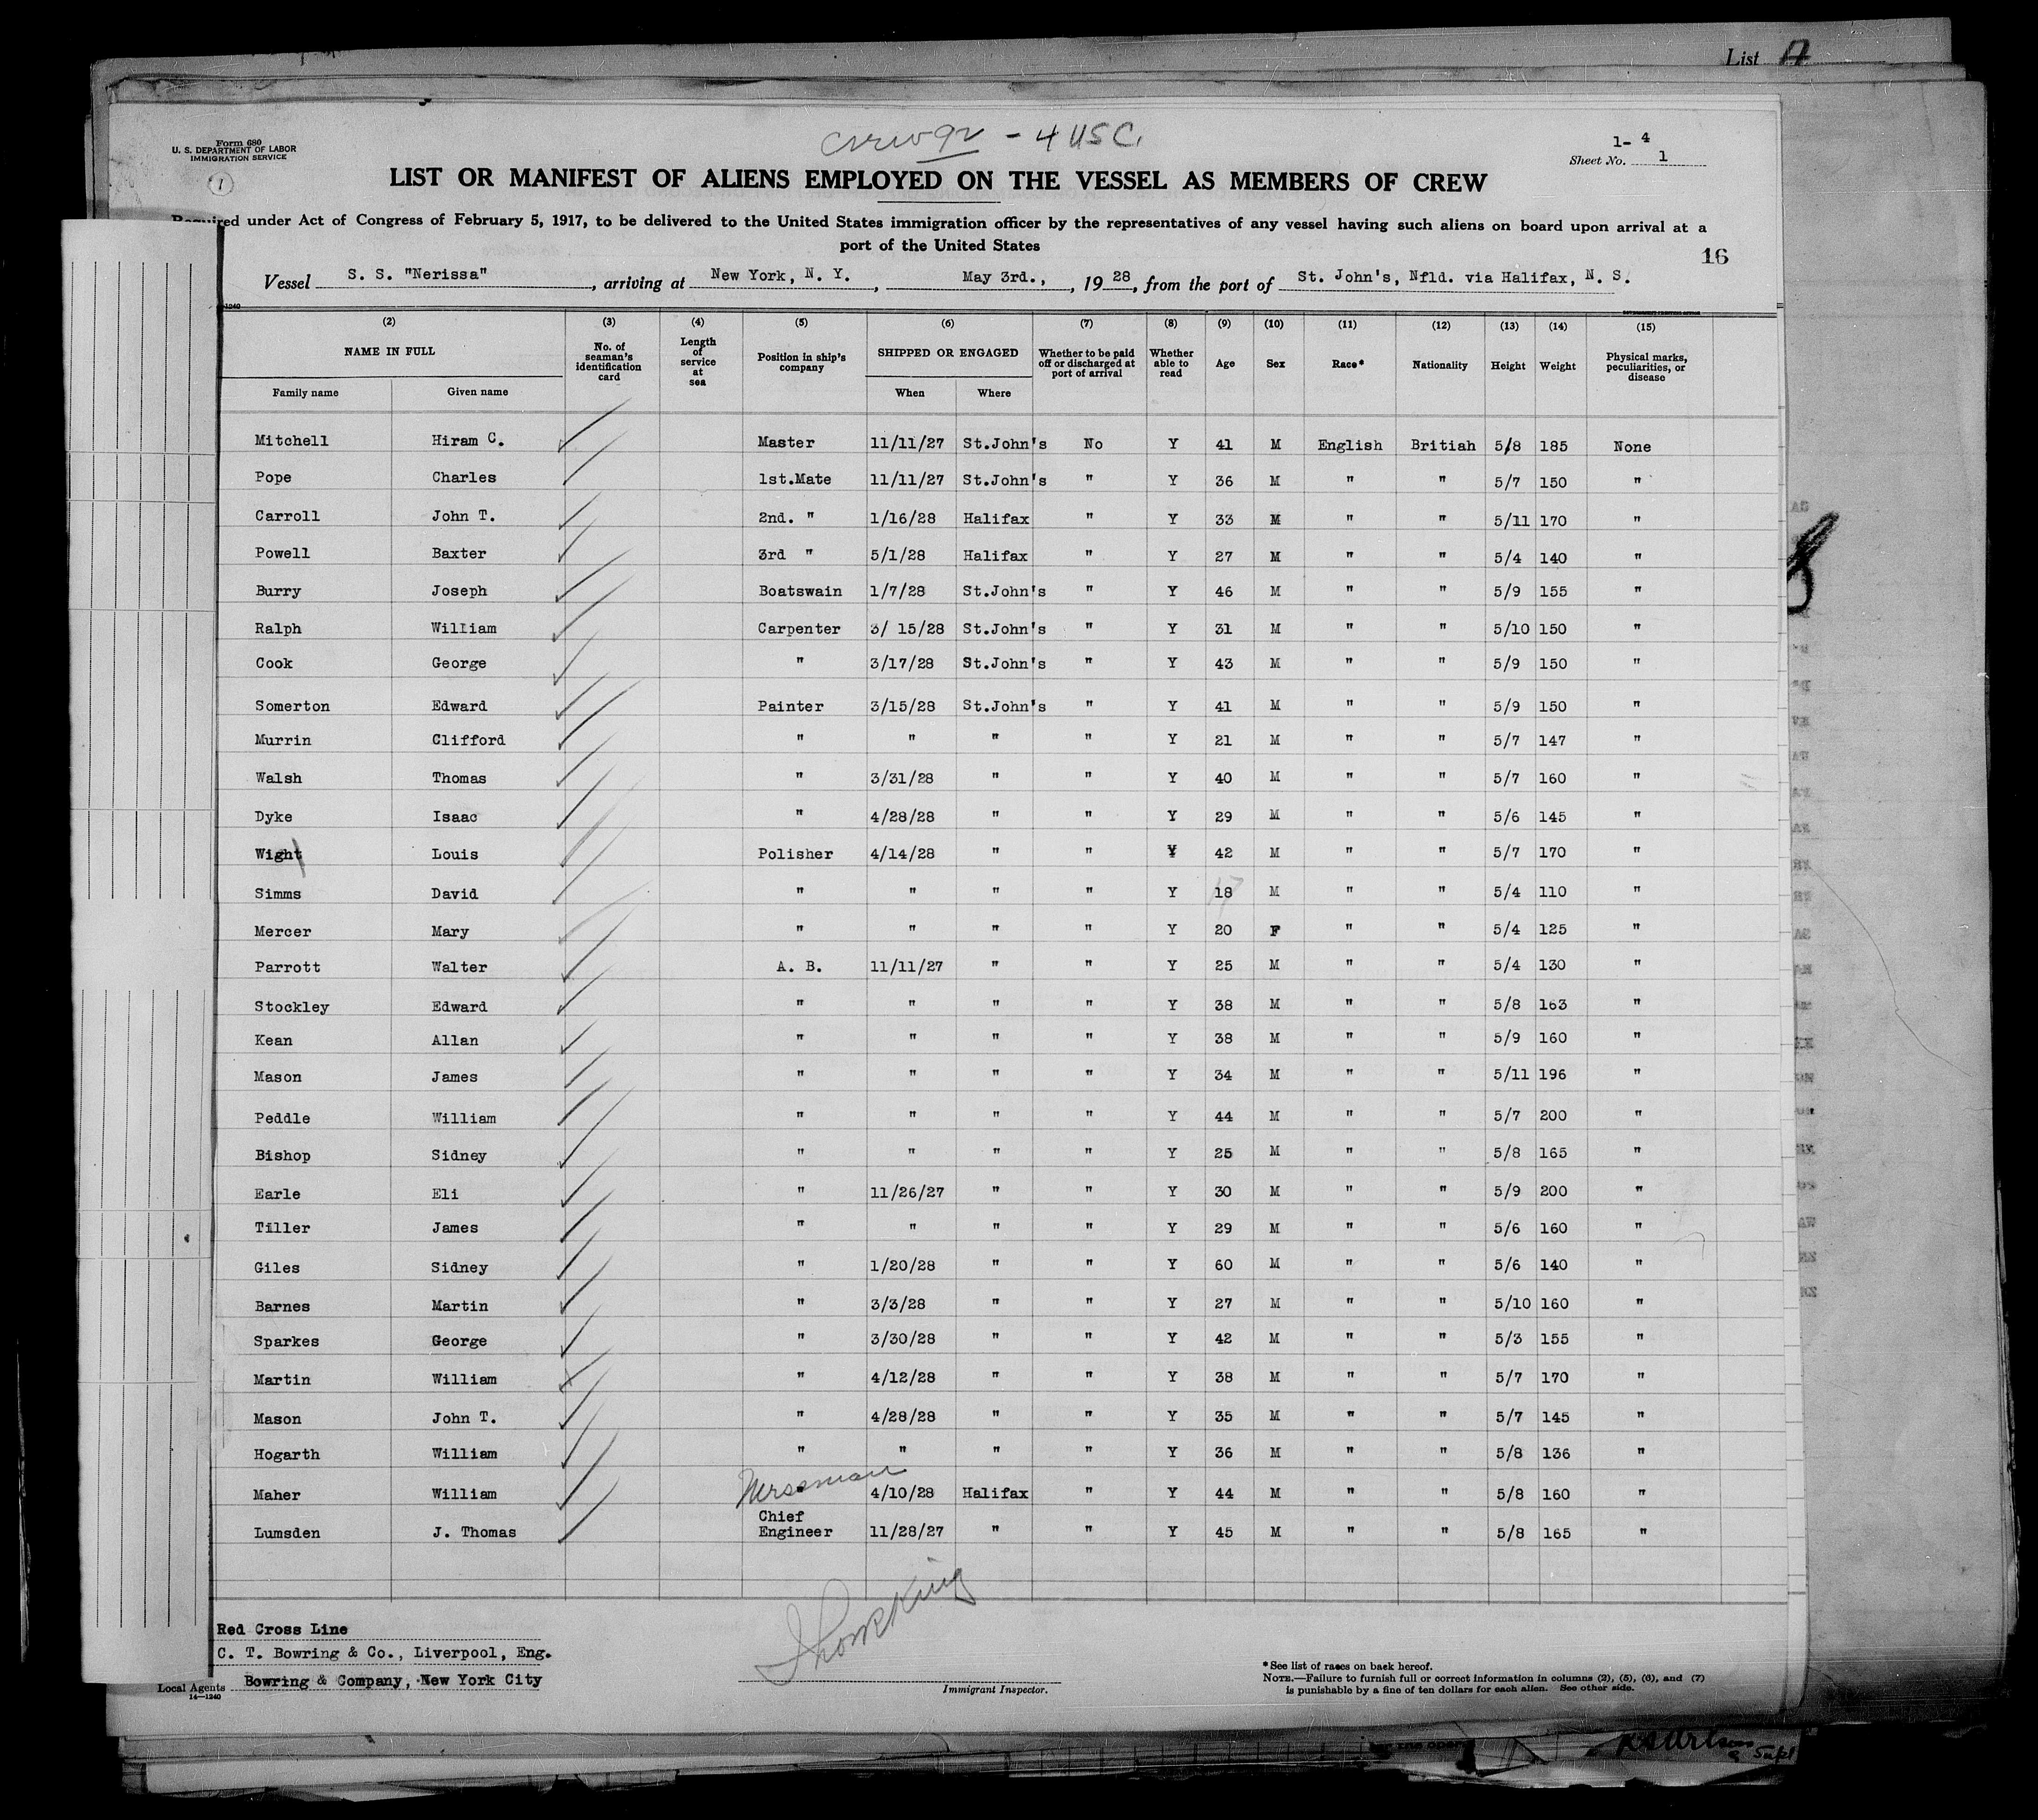 List A
Form 680
U. S. DEPARTMENT OF LABOR
IMMIGRATION SERVICE
1
crew 92 - 4 USC.
1- 4
Sheet No. 1
LIST OR MANIFEST OF ALIENS EMPLOYED ON THE VESSEL AS MEMBERS OF CREW
Required under Act of Congress of February 5, 1917, to be delivered to the United States immigration officer by the representatives of any vessel having such aliens on board upon arrival at a
port of the United States
16
Vessel S. S. "Nerissa", arriving at New York, N. Y., May 3rd., , 19 28, from the port of St. John's, Nfld. via Halifax, N. S.
(2) (3) (4) (5) (6) (7) (8) (9) (10) (11) (12) (13) (14) (15)
NAME IN FULL No. of seaman's identification card Length of service at sea Position in ship's company SHIPPED OR ENGAGED Whether to be paid off or discharged at port of arrival Whether able to read Age Sex Race* Nationality Height Weight Physical marks, peculiarities, or disease
Family name Given name When Where
Mitchell Hiram C. Master 11/11/27 St.John's No Y 41 M English Britiah 5/8 185 None
Pope Charles 1st.Mate 11/11/27 St.John's " Y 36 M " " 5/7 150 "
Carroll John T. 2nd. " 1/16/28 Halifax " Y 33 M " " 5/11 170 "
Powell Baxter 3rd " 5/1/28 Halifax " Y 27 M " " 5/4 140 "
Burry Joseph Boatswain 1/7/28 St.John's " Y 46 M " " 5/9 155 "
Ralph William Carpenter 3/ 15/28 St.John's " Y 31 M " " 5/10 150 "
Cook George " 3/17/28 St.John's " Y 43 M " " 5/9 150 "
Somerton Edward Painter 3/15/28 St.John's " Y 41 M " " 5/9 150 "
Murrin Clifford " " " " Y 21 M " " 5/7 147 "
Walsh Thomas " 3/31/28 " " Y 40 M " " 5/7 160 "
Dyke Isaac " 4/28/28 " " Y 29 M " " 5/6 145 "
Wight Louis Polisher 4/14/28 " " Y 42 M " " 5/7 170 "
Simms David " " " " Y 18 M " " 5/4 110 "
Mercer Mary " " " " Y 20 F " " 5/4 125 "
Parrott Walter A. B. 11/11/27 " " Y 25 M " " 5/4 130 "
Stockley Edward " " " " Y 38 M " " 5/8 163 "
Kean Allan " " " " Y 38 M " " 5/9 160 "
Mason James " " " " Y 34 M " " 5/11 196 "
Peddle William " " " " Y 44 M " " 5/7 200 "
Bishop Sidney " " " " Y 25 M " " 5/8 165 "
Earle Eli " 11/26/27 " " Y 30 M " " 5/9 200 "
Tiller James " " " " Y 29 M " " 5/6 160 "
Giles Sidney " 1/20/28 " " Y 60 M " " 5/6 140 "
Barnes Martin " 3/3/28 " " Y 27 M " " 5/10 160 "
Sparkes George " 3/30/28 " " Y 42 M " " 5/3 155 "
Martin William " 4/12/28 " " Y 38 M " " 5/7 170 "
Mason John T. " 4/28/28 " " Y 35 M " " 5/7 145 "
Hogarth William " " " " Y 36 M " " 5/8 136 "
Maher William Messman 4/10/28 Halifax " Y 44 M " " 5/8 160 "
Lumsden J. Thomas Chief Engineer 11/28/27 " " Y 45 M " " 5/8 165 "
Red Cross Line
C. T. Bowring & Co., Liverpool, Eng.
Local Agents Bowring & Company, New York City
14—1240
Immigrant Inspector.
*See list of races on back hereof.
NOTE.—Failure to furnish full or correct information in columns (2), (5), (6), and (7)
is punishable by a fine of ten dollars for each alien. See other side.